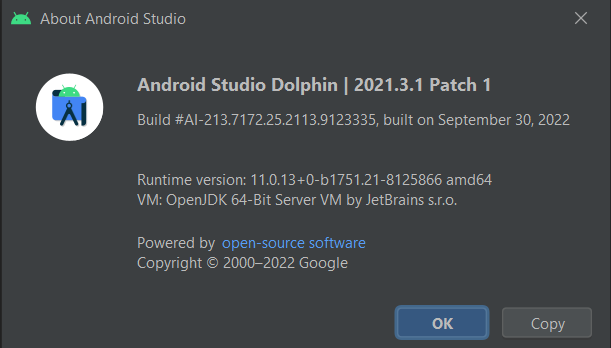 About Android Studio
Android Studio Dolphin | 2021.3.1 Patch 1
Build #AI-213.7172.25.2113.9123335, built on September 30, 2022
Runtime version: 11.0.13+0-b1751.21-8125866 amd64
VM: OpenJDK 64-Bit Server VM by JetBrains s.r.o.
Powered by open-source software
Copyright © 2000–2022 Google
OK
Copy